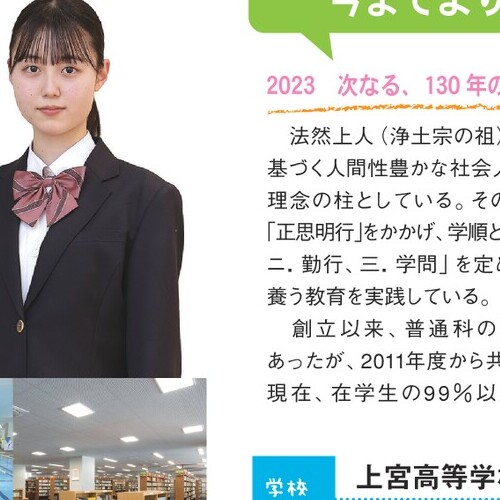 2023 次なる、130年の
法然上人（浄土宗の祖）
基づく人間性豊かな社会人
理念の柱としている。その
「正思明行」をかかげ、学順と
ニ．勤行、三．学問」を定め
養う教育を実践している。
創立以来、普通科の
あったが、2011年度から共
現在、在学生の99％以
学校
上宮高等学校